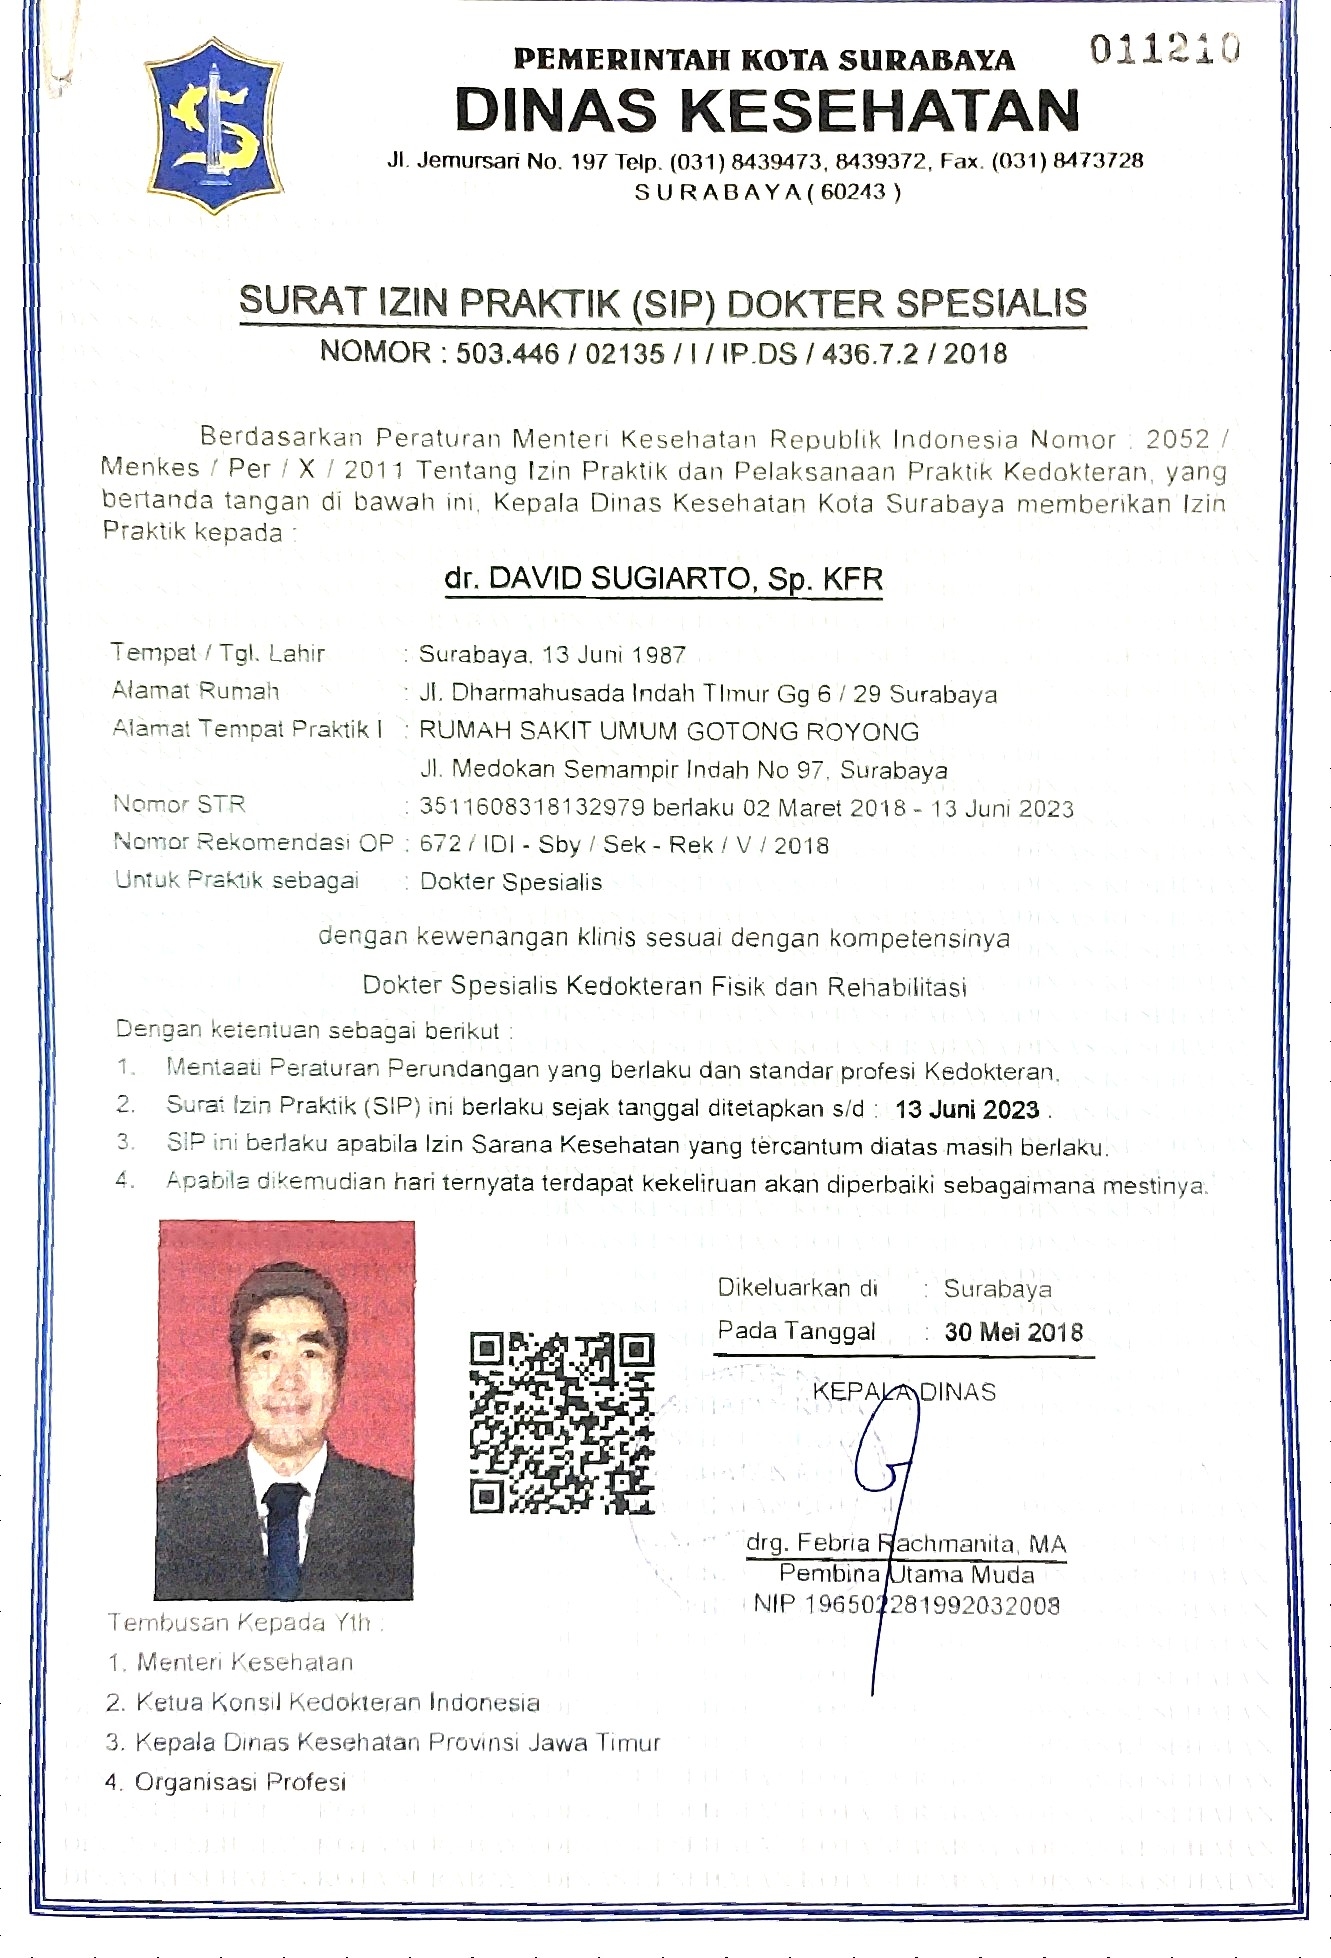 011210
PEMERINTAH KOTA SURABAYA
DINAS KESEHATAN
Jl. Jemursari No. 197 Telp. (031) 8439473, 8439372, Fax. (031) 8473728
SURABAYA ( 60243 )
SURAT IZIN PRAKTIK (SIP) DOKTER SPESIALIS
NOMOR : 503.446 / 02135 / I / IP.DS / 436.7.2 / 2018
Berdasarkan Peraturan Menteri Kesehatan Republik Indonesia Nomor : 2052 /
Menkes / Per / X / 2011 Tentang Izin Praktik dan Pelaksanaan Praktik Kedokteran, yang
bertanda tangan di bawah ini, Kepala Dinas Kesehatan Kota Surabaya memberikan Izin
Praktik kepada :
dr. DAVID SUGIARTO, Sp. KFR
Tempat / Tgl. Lahir : Surabaya, 13 Juni 1987
Alamat Rumah : Jl. Dharmahusada Indah TImur Gg 6 / 29 Surabaya
Alamat Tempat Praktik I : RUMAH SAKIT UMUM GOTONG ROYONG
Jl. Medokan Semampir Indah No 97, Surabaya
Nomor STR : 3511608318132979 berlaku 02 Maret 2018 - 13 Juni 2023
Nomor Rekomendasi OP : 672 / IDI - Sby / Sek - Rek / V / 2018
Untuk Praktik sebagai : Dokter Spesialis
dengan kewenangan klinis sesuai dengan kompetensinya
Dokter Spesialis Kedokteran Fisik dan Rehabilitasi
Dengan ketentuan sebagai berikut :
1. Mentaati Peraturan Perundangan yang berlaku dan standar profesi Kedokteran.
2. Surat Izin Praktik (SIP) ini berlaku sejak tanggal ditetapkan s/d : 13 Juni 2023 .
3. SIP ini berlaku apabila Izin Sarana Kesehatan yang tercantum diatas masih berlaku.
4. Apabila dikemudian hari ternyata terdapat kekeliruan akan diperbaiki sebagaimana mestinya.
Dikeluarkan di : Surabaya
Pada Tanggal : 30 Mei 2018
KEPALA DINAS
drg. Febria Rachmanita, MA
Pembina Utama Muda
NIP 196502281992032008
Tembusan Kepada Yth :
1. Menteri Kesehatan
2. Ketua Konsil Kedokteran Indonesia
3. Kepala Dinas Kesehatan Provinsi Jawa Timur
4. Organisasi Profesi